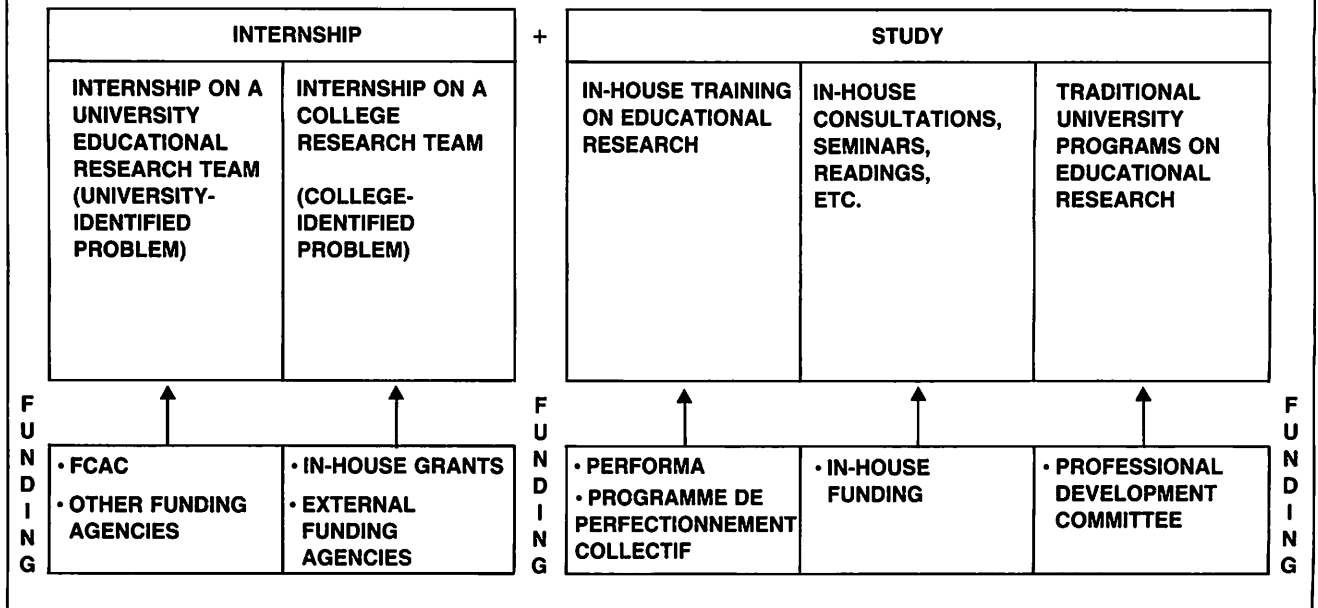 INTERNSHIP
+
STUDY
INTERNSHIP ON A
UNIVERSITY
EDUCATIONAL
RESEARCH TEAM
(UNIVERSITY-
IDENTIFIED
PROBLEM)
INTERNSHIP ON A
COLLEGE
RESEARCH TEAM
(COLLEGE-
IDENTIFIED
PROBLEM)
IN-HOUSE TRAINING
ON EDUCATIONAL
RESEARCH
IN-HOUSE
CONSULTATIONS,
SEMINARS,
READINGS,
ETC.
TRADITIONAL
UNIVERSITY
PROGRAMS ON
EDUCATIONAL
RESEARCH
FUNDING
• FCAC
• OTHER FUNDING
AGENCIES
• IN-HOUSE GRANTS
• EXTERNAL
FUNDING
AGENCIES
FUNDING
• PERFORMA
• PROGRAMME DE
PERFECTIONNEMENT
COLLECTIF
• IN-HOUSE
FUNDING
• PROFESSIONAL
DEVELOPMENT
COMMITTEE
FUNDING